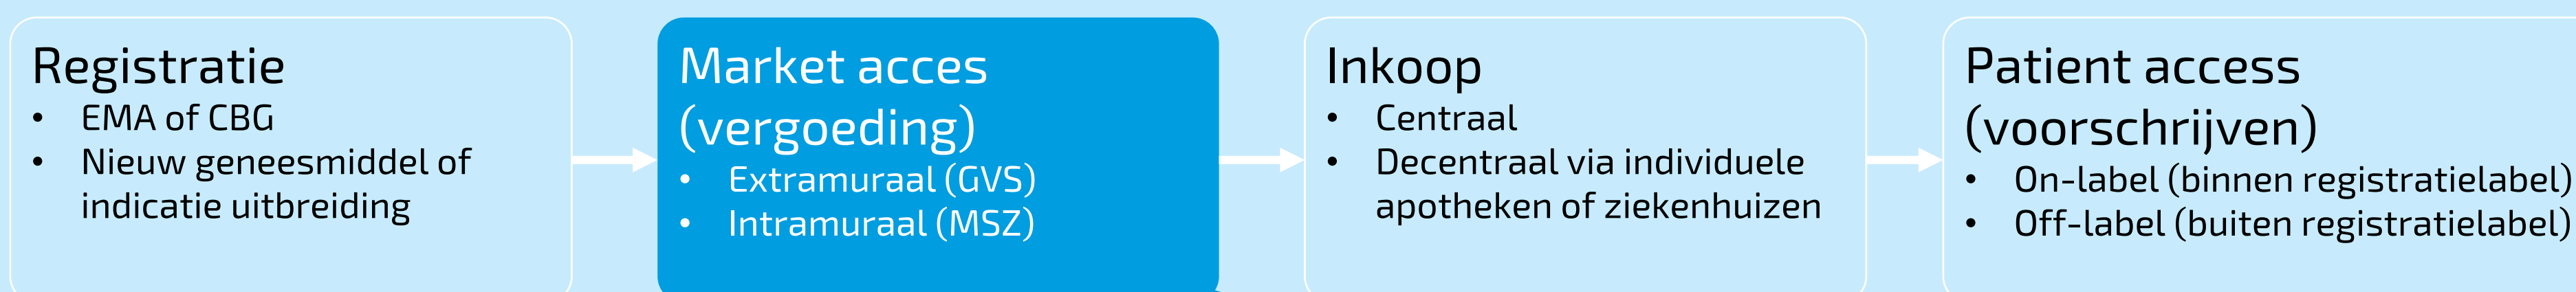 Registratie
• EMA of CBG
• Nieuw geneesmiddel of
indicatie uitbreiding
Market acces
(vergoeding)
• Extramuraal (GVS)
• Intramuraal (MSZ)
Inkoop
• Centraal
• Decentraal via individuele
apotheken of ziekenhuizen
Patient access
(voorschrijven)
• On-label (binnen registratielabel)
• Off-label (buiten registratielabel)